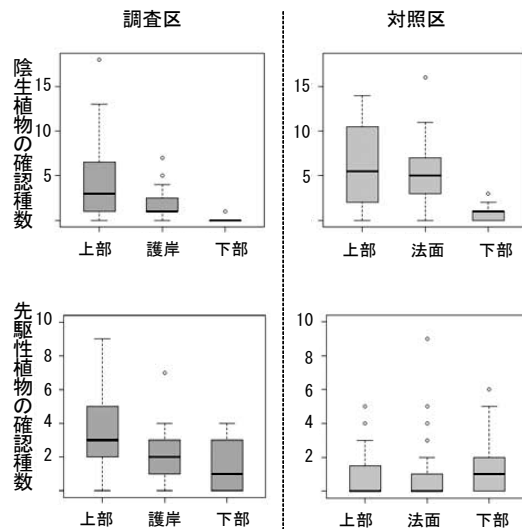 調査区
対照区
陰生植物の確認種数
15
10
5
上部
護岸
下部
15
10
5
上部
法面
下部
先駆性植物の確認種数
10
8
6
4
2
上部
護岸
下部
10
8
6
4
2
上部
法面
下部